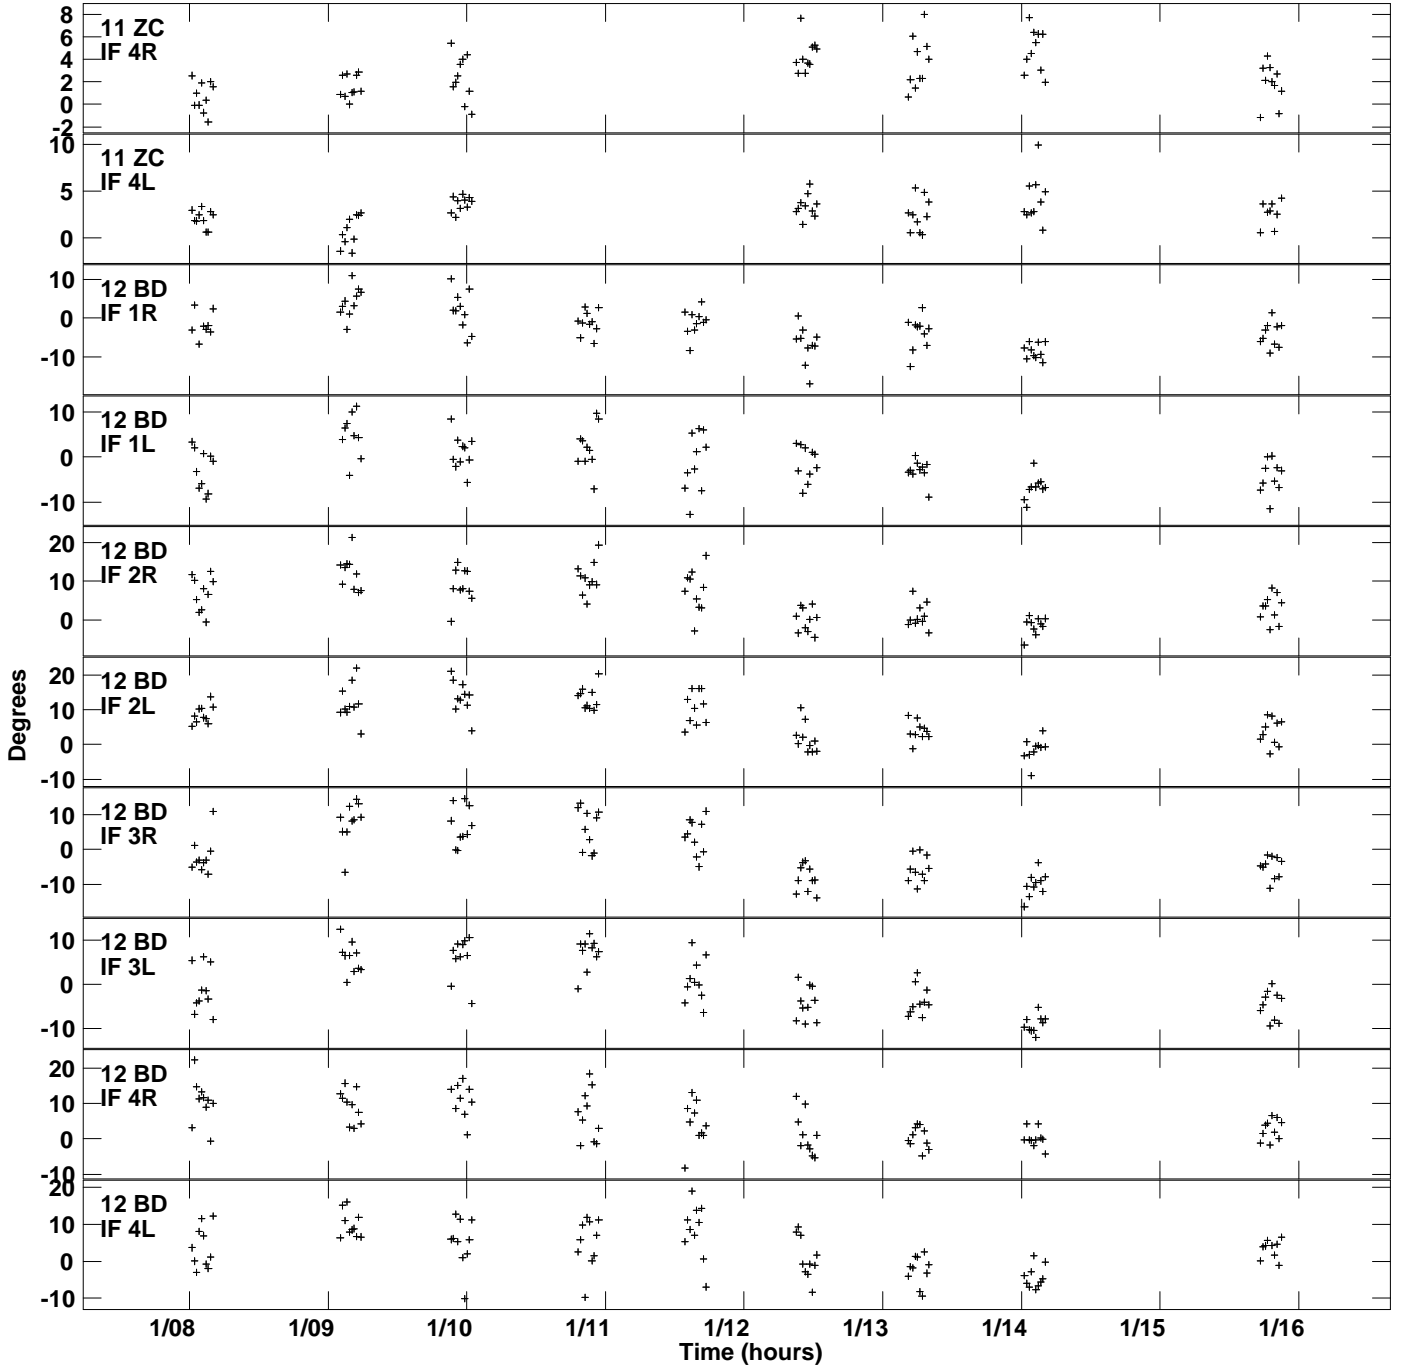 8
6
4
2
0
-2
11 ZC
IF 4R
10
5
0
11 ZC
IF 4L
10
0
-10
12 BD
IF 1R
10
0
-10
12 BD
IF 1L
20
10
0
12 BD
IF 2R
20
10
0
-10
12 BD
IF 2L
10
0
-10
12 BD
IF 3R
10
0
-10
12 BD
IF 3L
20
10
0
-10
12 BD
IF 4R
20
10
0
-10
12 BD
IF 4L
Degrees
1/08 1/09 1/10 1/11 1/12 1/13 1/14 1/15 1/16
Time (hours)